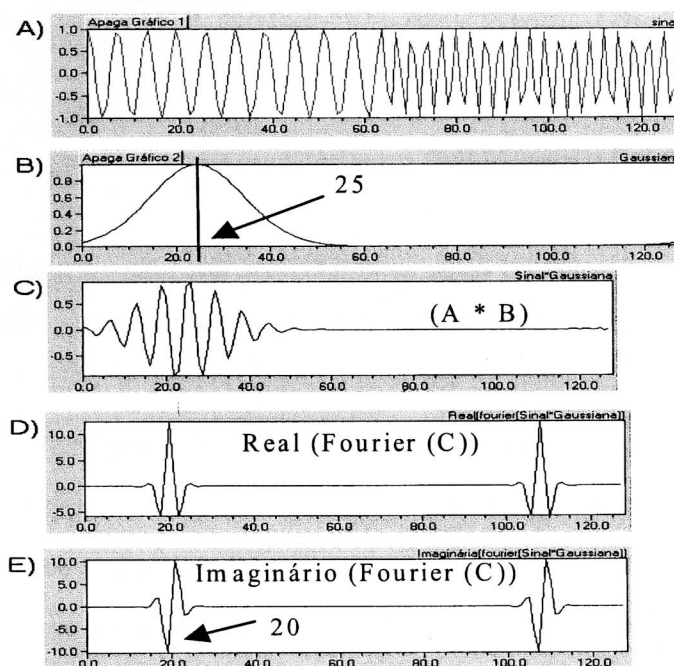 A)
Apaga Gráfico 1
sina
1.0
0.5
0.0
-0.5
-1.0
0.0 20.0 40.0 60.0 80.0 100.0 120.0
B)
Apaga Gráfico 2
Gaussian
0.8
0.6
0.4
0.2
0.0
25
0.0 20.0 40.0 60.0 80.0 100.0 120.0
C)
Sinal*Gaussiana
0.5
0.0
-0.5
(A * B)
0.0 20.0 40.0 60.0 80.0 100.0 120.0
D)
Real[fourier[Sinal*Gaussiana]]
10.0
5.0
0.0
-5.0
Real (Fourier (C))
0.0 20.0 40.0 60.0 80.0 100.0 120.0
E)
Imaginária[fourier[Sinal*Gaussiana]]
10.0
5.0
0.0
-5.0
-10.0
Imaginário (Fourier (C))
20
0.0 20.0 40.0 60.0 80.0 100.0 120.0